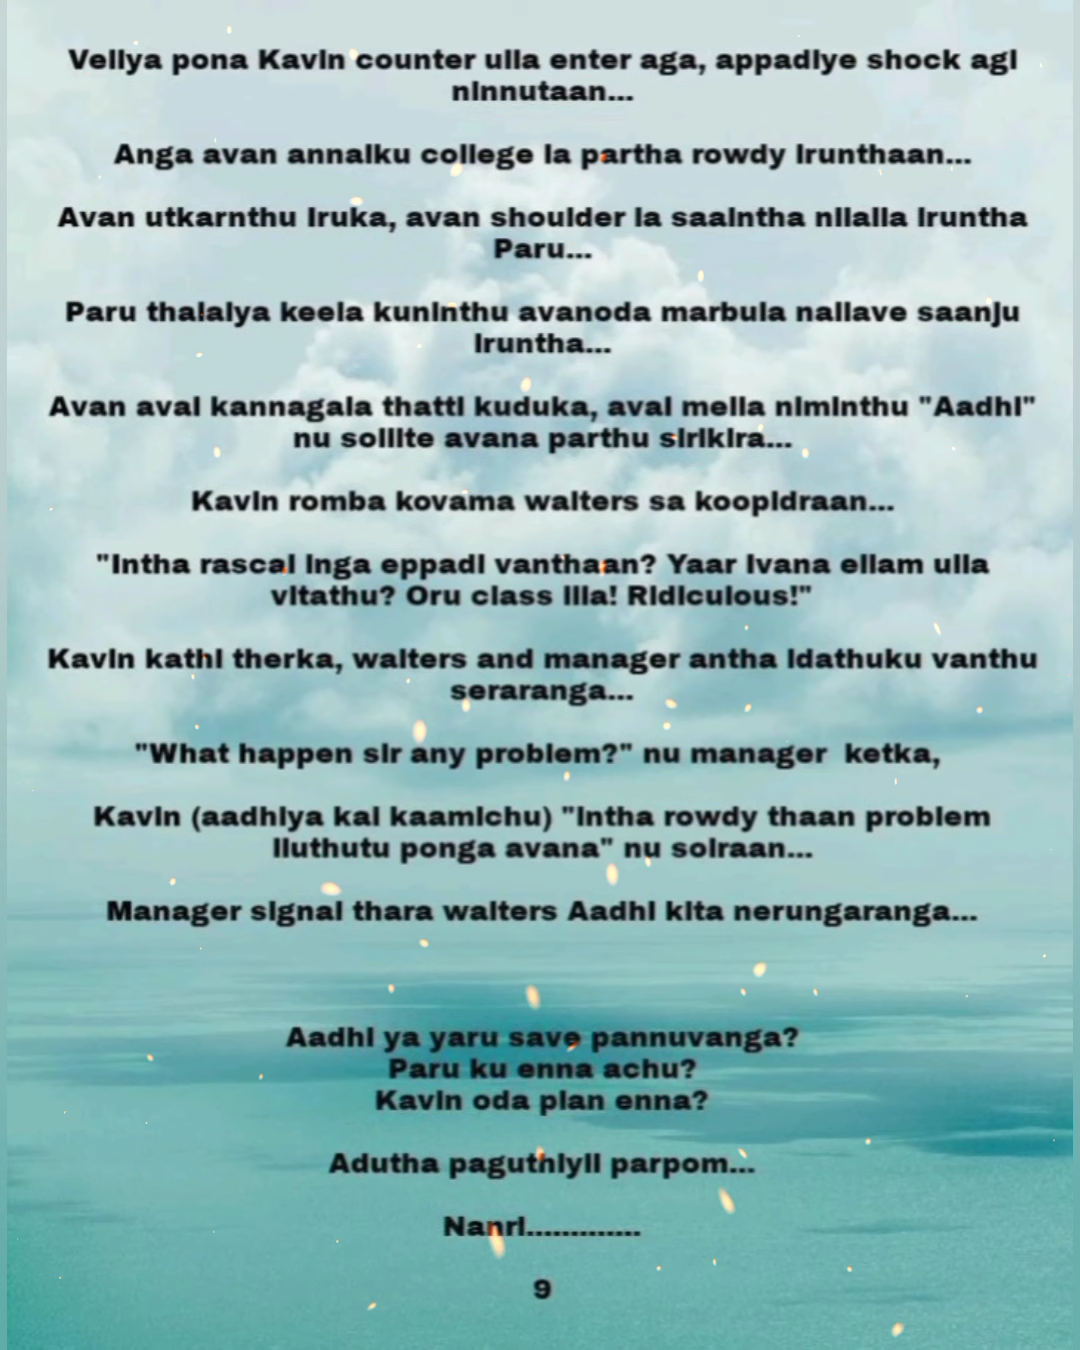 Veliya pona Kavin counter ulla enter aga, appadiye shock agi
ninnutaan...
Anga avan annaiku college la partha rowdy irunthaan...
Avan utkarnthu iruka, avan shoulder la saaintha nilaila iruntha
Paru...
Paru thalaiya keela kuninthu avanoda marbula nallave saanju
iruntha...
Avan aval kannagala thatti kuduka, aval mella niminthu "Aadhi"
nu sollite avana parthu sirikira...
Kavin romba kovama waiters sa koopidraan...
"Intha rascal inga eppadi vanthaan? Yaar ivana ellam ulla
vitathu? Oru class illa! Ridiculous!"
Kavin kathi therka, waiters and manager antha idathuku vanthu
seraranga...
"What happen sir any problem?" nu manager ketka,
Kavin (aadhiya kai kaamichu) "Intha rowdy thaan problem
iluthutu ponga avana" nu solraan...
Manager signal thara waiters Aadhi kita nerungaranga...
Aadhi ya yaru save pannuvanga?
Paru ku enna achu?
Kavin oda plan enna?
Adutha paguthiyil parpom...
Nanri.............
9